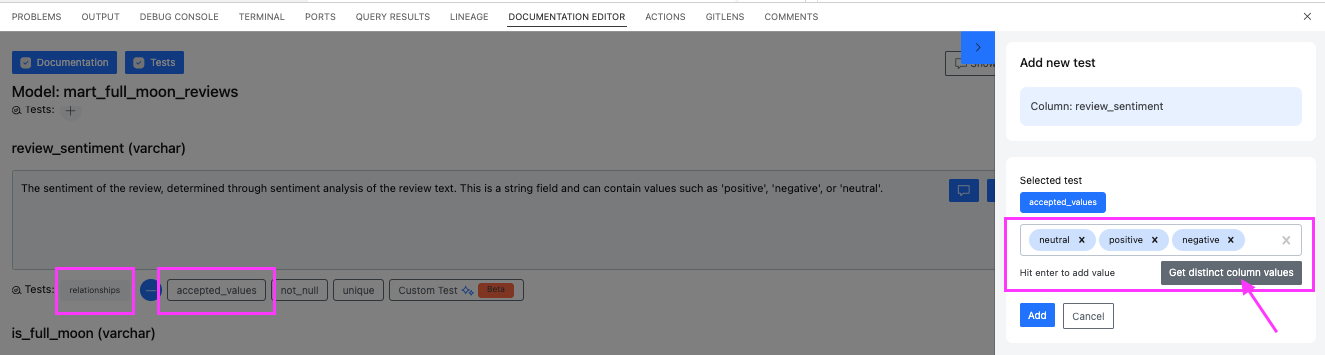 PROBLEMS OUTPUT DEBUG CONSOLE TERMINAL PORTS QUERY RESULTS LINEAGE DOCUMENTATION EDITOR ACTIONS GITLENS COMMENTS
Documentation Tests
Model: mart_full_moon_reviews
Tests:
review_sentiment (varchar)
The sentiment of the review, determined through sentiment analysis of the review text. This is a string field and can contain values such as 'positive', 'negative', or 'neutral'.
Tests: relationships accepted_values not_null unique Custom Test Beta
is_full_moon (varchar)
Add new test
Column: review_sentiment
Selected test
accepted_values
neutral positive negative
Hit enter to add value Get distinct column values
Add Cancel